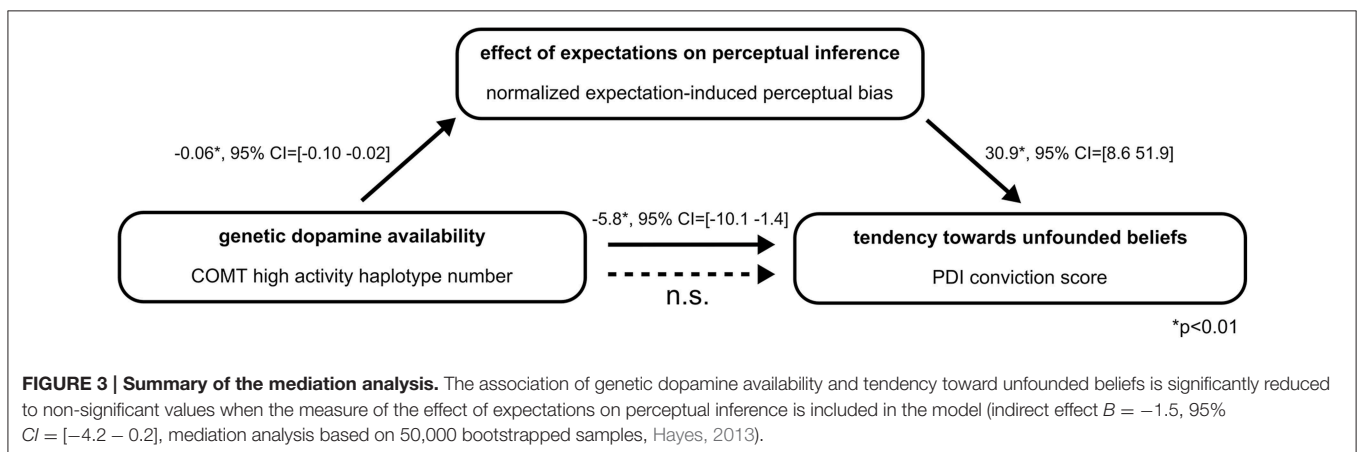 effect of expectations on perceptual inference
normalized expectation-induced perceptual bias
-0.06*, 95% CI=[-0.10 -0.02]
30.9*, 95% CI=[8.6 51.9]
-5.8*, 95% CI=[-10.1 -1.4]
genetic dopamine availability
COMT high activity haplotype number
n.s.
tendency towards unfounded beliefs
PDI conviction score
*p<0.01
FIGURE 3 | Summary of the mediation analysis. The association of genetic dopamine availability and tendency toward unfounded beliefs is significantly reduced
to non-significant values when the measure of the effect of expectations on perceptual inference is included in the model (indirect effect B = −1.5, 95%
CI = [−4.2 – 0.2], mediation analysis based on 50,000 bootstrapped samples, Hayes, 2013).